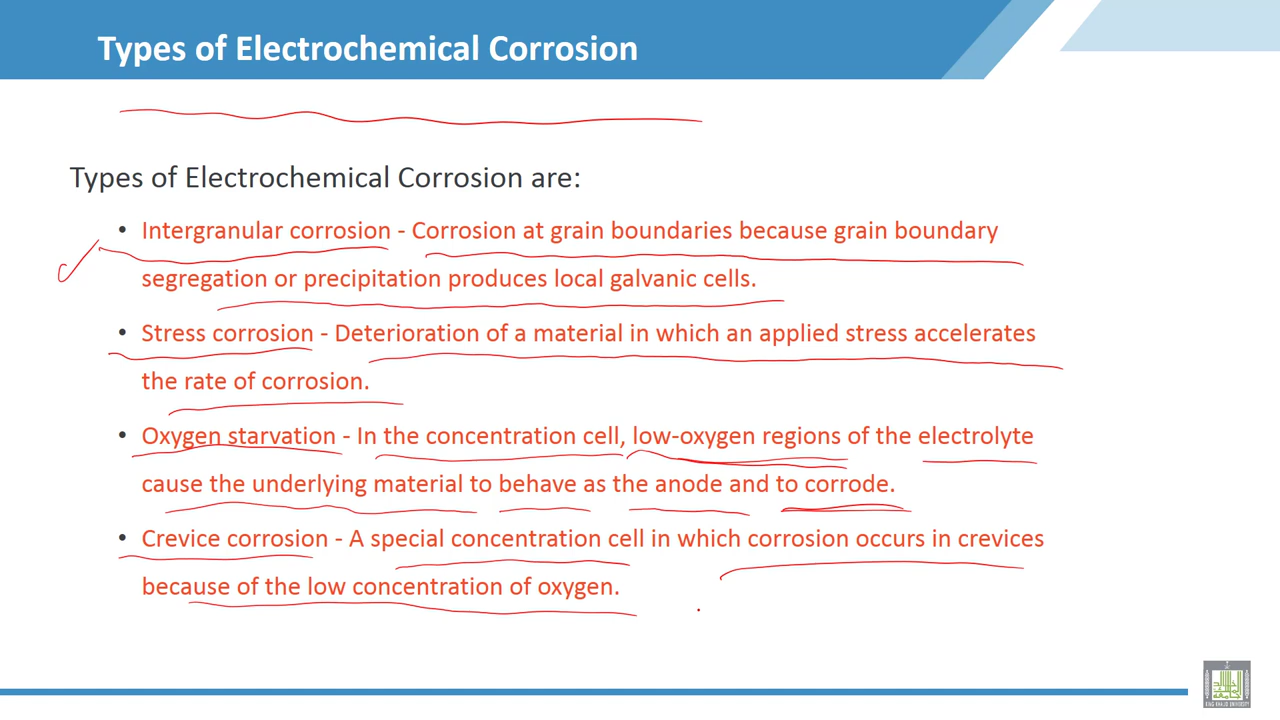 Types of Electrochemical Corrosion
Types of Electrochemical Corrosion are:
• Intergranular corrosion - Corrosion at grain boundaries because grain boundary
segregation or precipitation produces local galvanic cells.
• Stress corrosion - Deterioration of a material in which an applied stress accelerates
the rate of corrosion.
• Oxygen starvation - In the concentration cell, low-oxygen regions of the electrolyte
cause the underlying material to behave as the anode and to corrode.
• Crevice corrosion - A special concentration cell in which corrosion occurs in crevices
because of the low concentration of oxygen.
KING KHALID UNIVERSITY